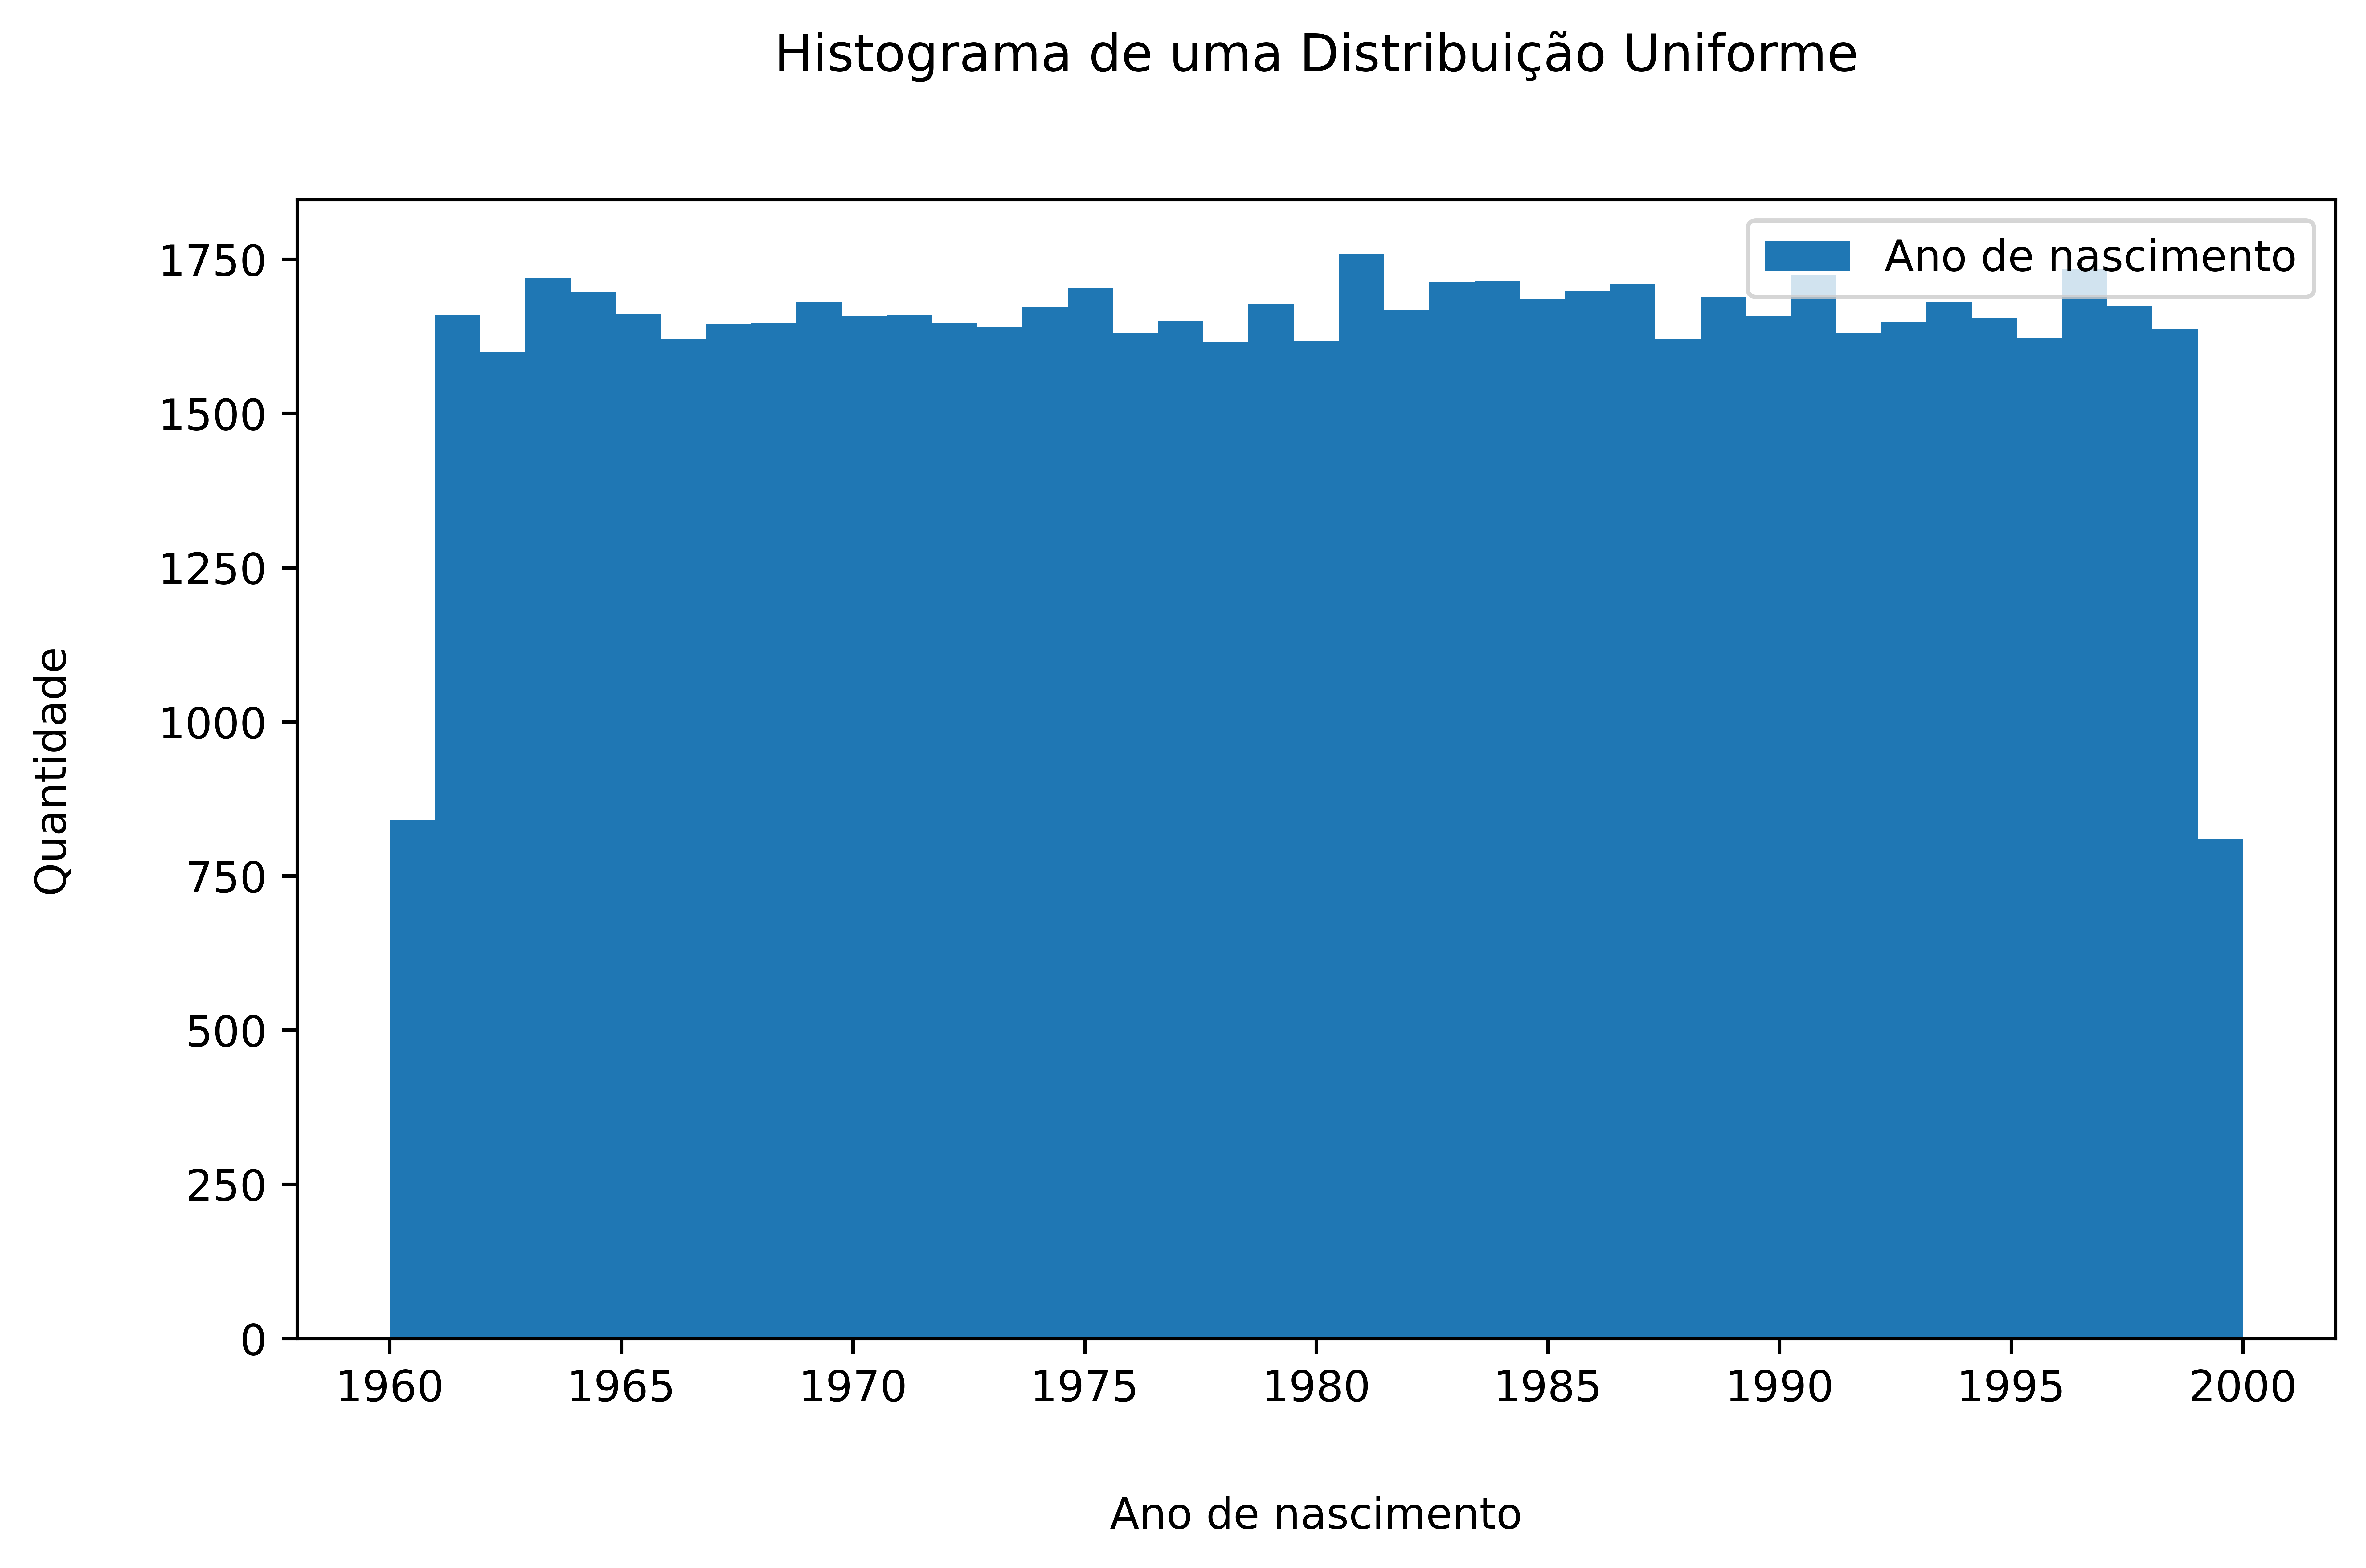 Histograma de uma Distribuição Uniforme
Ano de nascimento
1750
1500
1250
1000
750
500
250
0
Quantidade
1960 1965 1970 1975 1980 1985 1990 1995 2000
Ano de nascimento